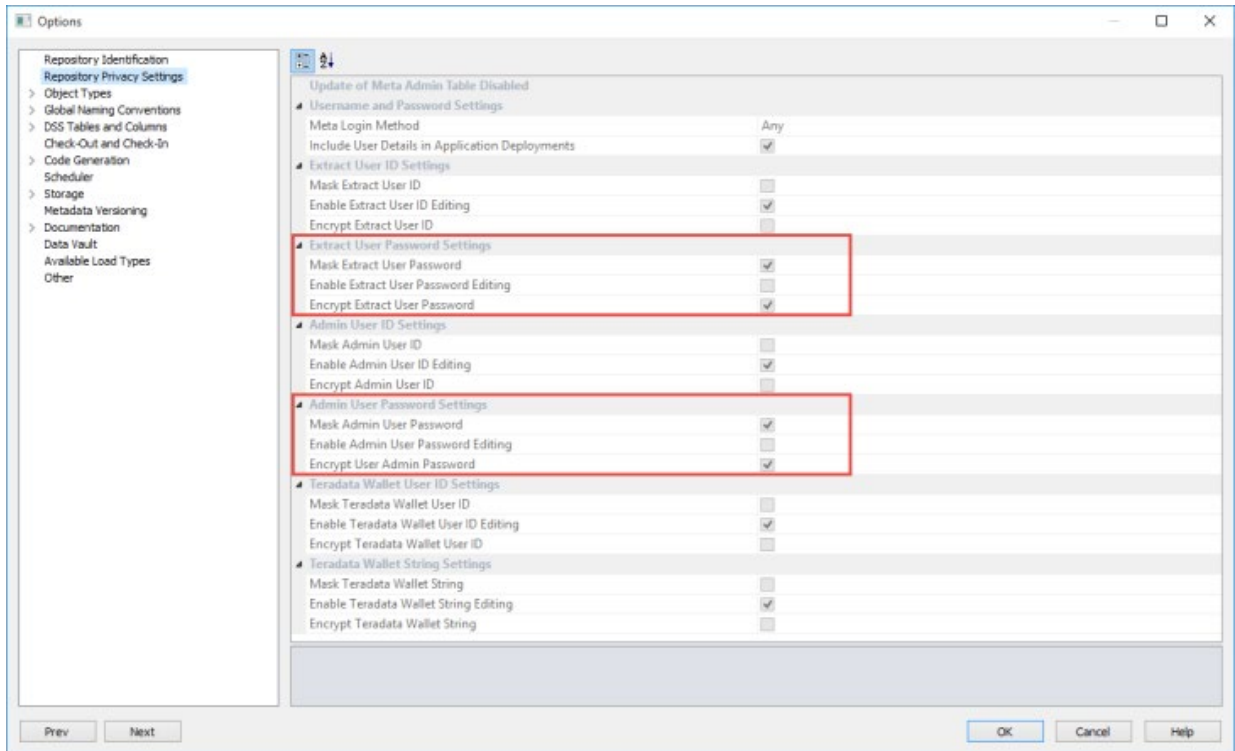 Options
Repository Identification
Repository Privacy Settings
Object Types
Global Naming Conventions
DSS Tables and Columns
Check-Out and Check-In
Code Generation
Scheduler
Storage
Metadata Versioning
Documentation
Data Vault
Available Load Types
Other
Update of Meta Admin Table Disabled
Username and Password Settings
Meta Login Method Any
Include User Details in Application Deployments
Extract User ID Settings
Mask Extract User ID
Enable Extract User ID Editing
Encrypt Extract User ID
Extract User Password Settings
Mask Extract User Password
Enable Extract User Password Editing
Encrypt Extract User Password
Admin User ID Settings
Mask Admin User ID
Enable Admin User ID Editing
Encrypt Admin User ID
Admin User Password Settings
Mask Admin User Password
Enable Admin User Password Editing
Encrypt User Admin Password
Teradata Wallet User ID Settings
Mask Teradata Wallet User ID
Enable Teradata Wallet User ID Editing
Encrypt Teradata Wallet User ID
Teradata Wallet String Settings
Mask Teradata Wallet String
Enable Teradata Wallet String Editing
Encrypt Teradata Wallet String
Prev Next OK Cancel Help